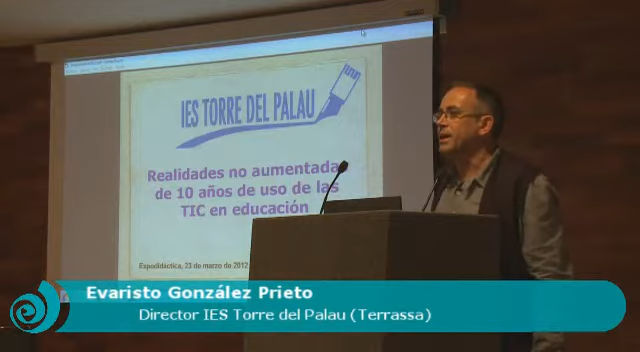 IES TORRE DEL PALAU
Realidades no aumentadas
de 10 años de uso de las
TIC en educación
Expodidáctica, 23 de marzo de 2012
Evaristo González Prieto
Director IES Torre del Palau (Terrassa)